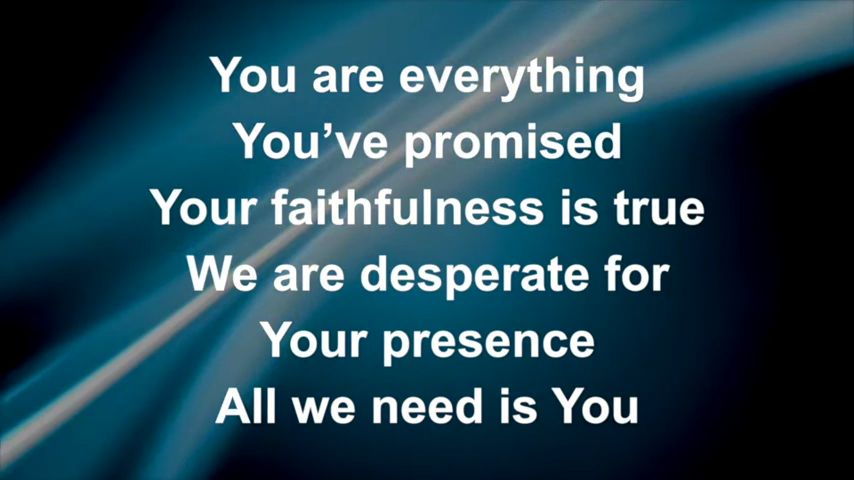 You are everything
You’ve promised
Your faithfulness is true
We are desperate for
Your presence
All we need is You